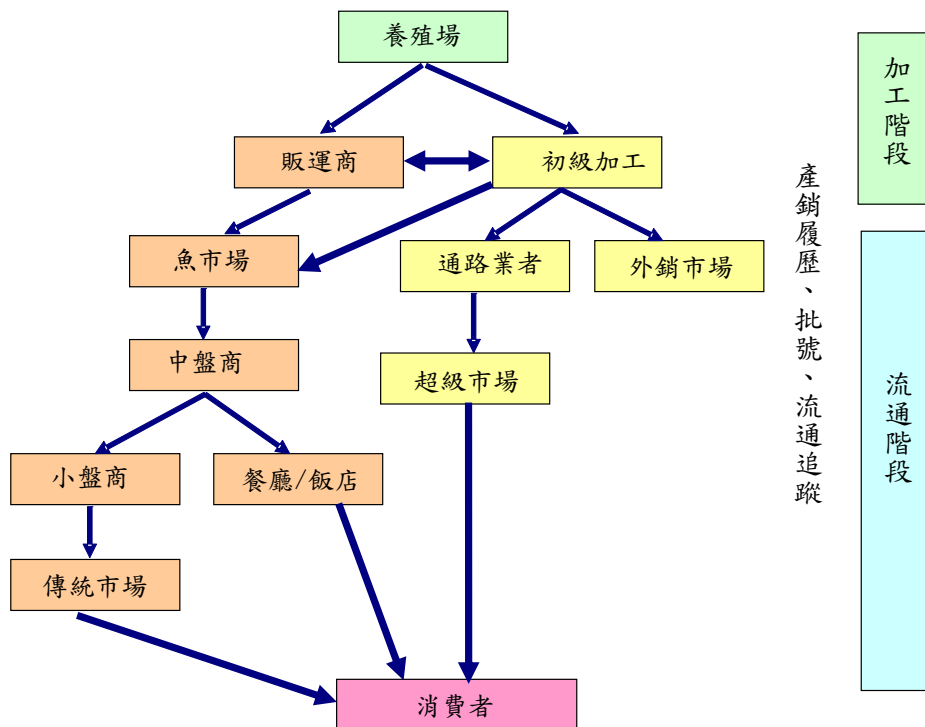 養殖場
販運商
初級加工
魚市場
通路業者
外銷市場
中盤商
超級市場
小盤商
餐廳/飯店
傳統市場
消費者
產銷履歷、批號、流通追蹤
加工階段
流通階段